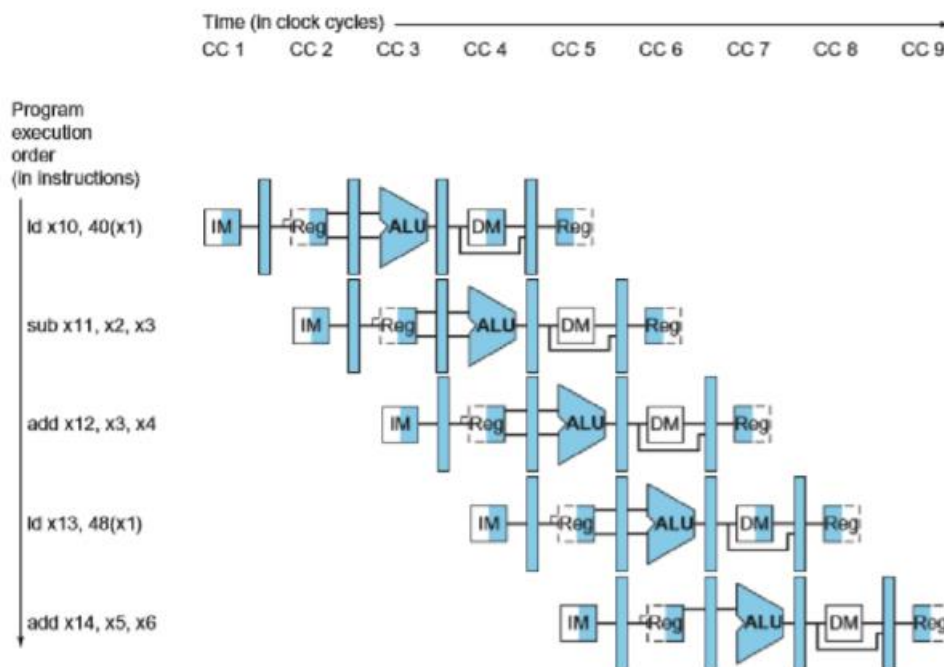 Time (in clock cycles)
CC 1 CC 2 CC 3 CC 4 CC 5 CC 6 CC 7 CC 8 CC 9
Program
execution
order
(in instructions)
ld x10, 40(x1) IM Reg ALU DM Reg
sub x11, x2, x3 IM Reg ALU DM Reg
add x12, x3, x4 IM Reg ALU DM Reg
ld x13, 48(x1) IM Reg ALU DM Reg
add x14, x5, x6 IM Reg ALU DM Reg